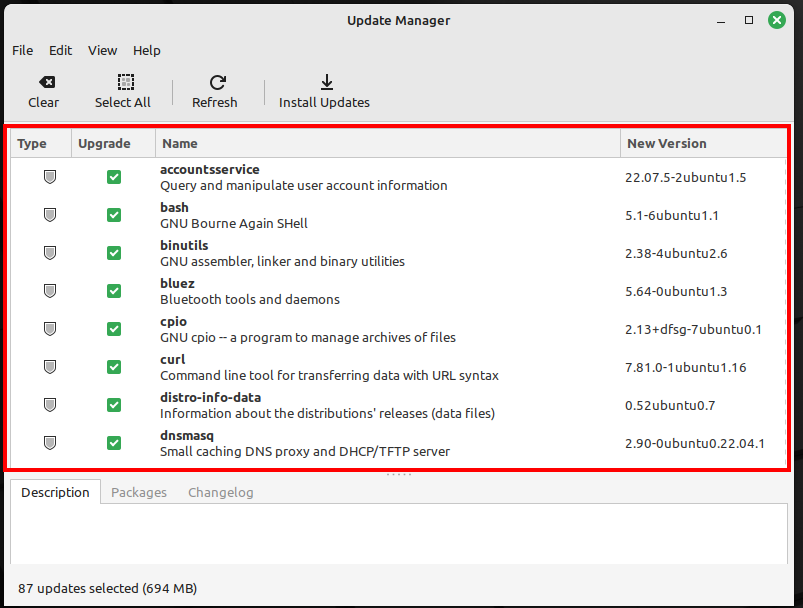 Update Manager
File Edit View Help
Clear Select All Refresh Install Updates
Type Upgrade Name New Version
accountsservice
Query and manipulate user account information 22.07.5-2ubuntu1.5
bash
GNU Bourne Again SHell 5.1-6ubuntu1.1
binutils
GNU assembler, linker and binary utilities 2.38-4ubuntu2.6
bluez
Bluetooth tools and daemons 5.64-0ubuntu1.3
cpio
GNU cpio -- a program to manage archives of files 2.13+dfsg-7ubuntu0.1
curl
Command line tool for transferring data with URL syntax 7.81.0-1ubuntu1.16
distro-info-data
Information about the distributions' releases (data files) 0.52ubuntu0.7
dnsmasq
Small caching DNS proxy and DHCP/TFTP server 2.90-0ubuntu0.22.04.1
Description Packages Changelog
87 updates selected (694 MB)